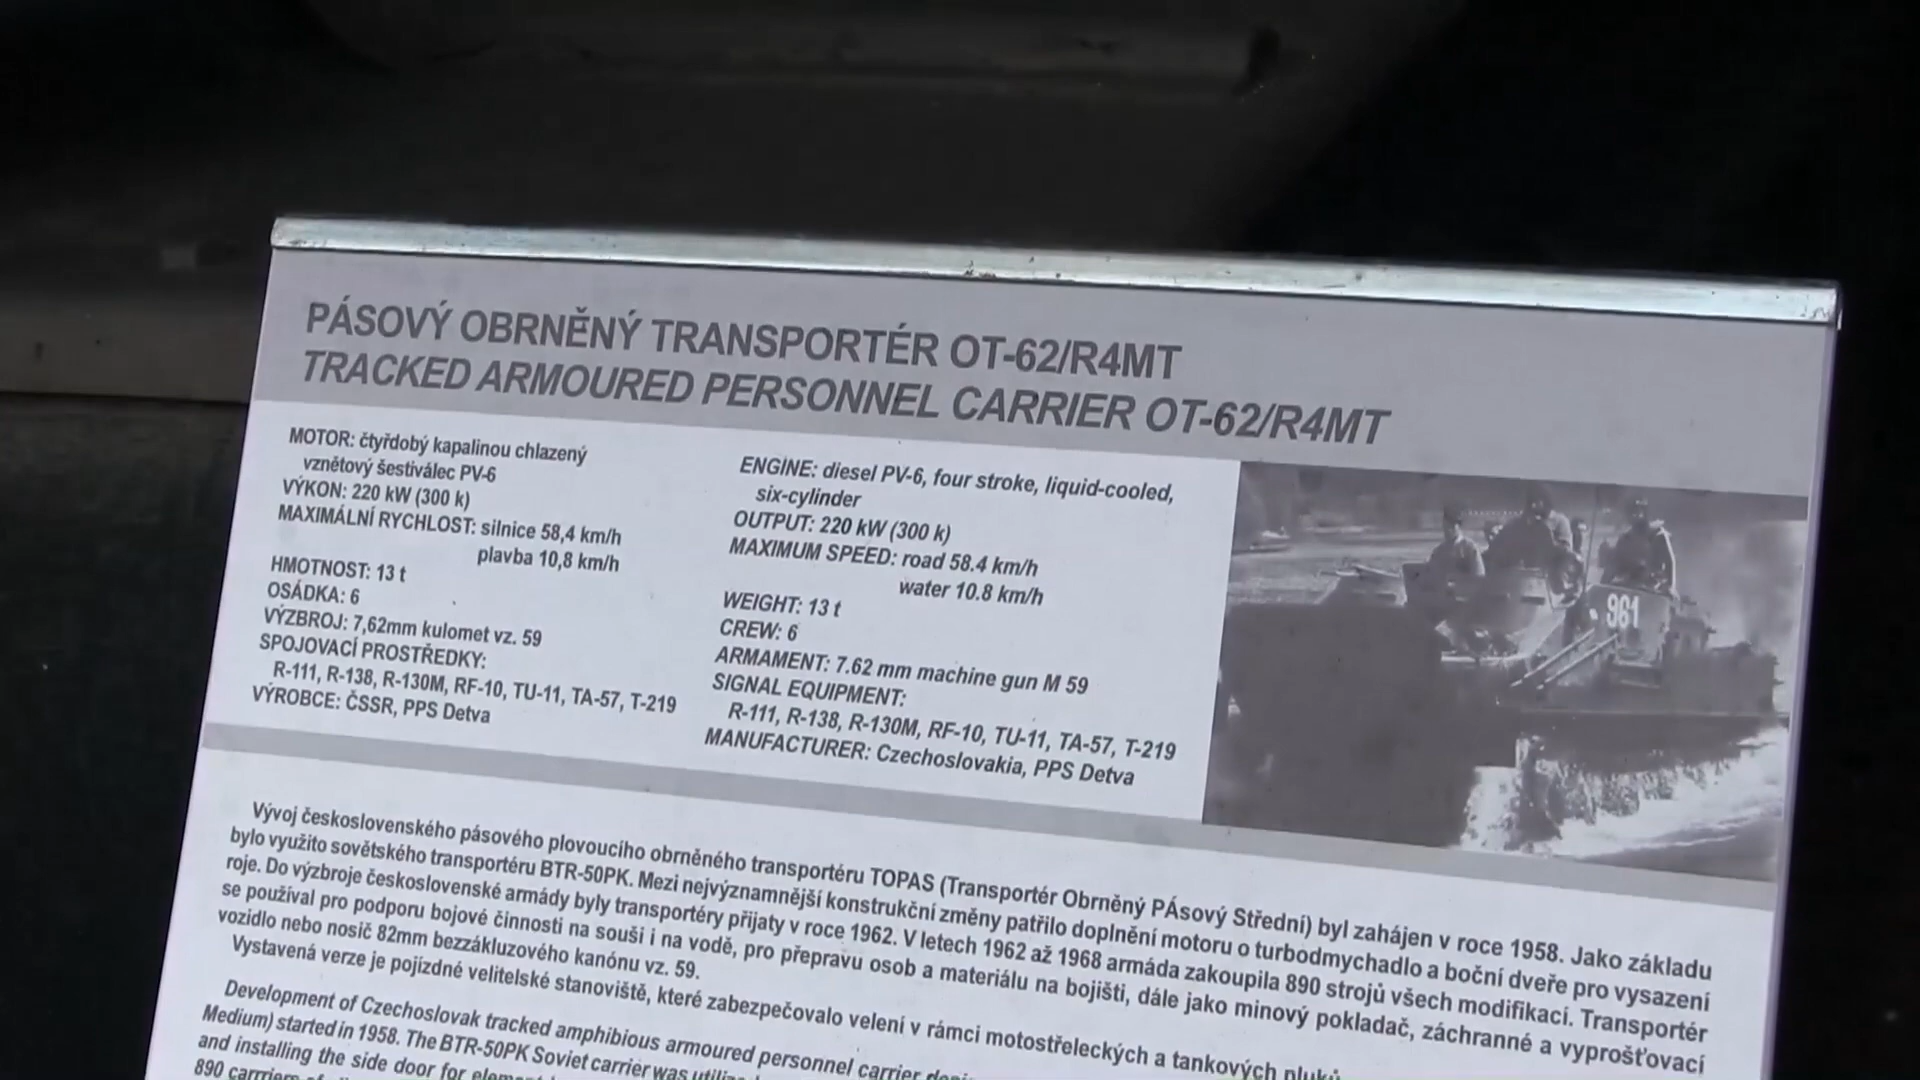 PÁSOVÝ OBRNĚNÝ TRANSPORTÉR OT-62/R4MT
TRACKED ARMOURED PERSONNEL CARRIER OT-62/R4MT
MOTOR: čtyřdobý kapalinou chlazený
vznětový šestiválec PV-6
VÝKON: 220 kW (300 k)
MAXIMÁLNÍ RYCHLOST: silnice 58,4 km/h
plavba 10,8 km/h
HMOTNOST: 13 t
OSÁDKA: 6
VÝZBROJ: 7,62mm kulomet vz. 59
SPOJOVACÍ PROSTŘEDKY:
R-111, R-138, R-130M, RF-10, TU-11, TA-57, T-219
VÝROBCE: ČSSR, PPS Detva
ENGINE: diesel PV-6, four stroke, liquid-cooled,
six-cylinder
OUTPUT: 220 kW (300 k)
MAXIMUM SPEED: road 58.4 km/h
water 10.8 km/h
WEIGHT: 13 t
CREW: 6
ARMAMENT: 7.62 mm machine gun M 59
SIGNAL EQUIPMENT:
R-111, R-138, R-130M, RF-10, TU-11, TA-57, T-219
MANUFACTURER: Czechoslovakia, PPS Detva
961
Vývoj československého pásového plovoucího obrněného transportéru TOPAS (Transportér Obrněný PÁsový Střední) byl zahájen v roce 1958. Jako základu
bylo využito sovětského transportéru BTR-50PK. Mezi nejvýznamnější konstrukční změny patřilo doplnění motoru o turbodmychadlo a boční dveře pro vysazení
roje. Do výzbroje československé armády byly transportéry přijaty v roce 1962. V letech 1962 až 1968 armáda zakoupila 890 strojů všech modifikací. Transportér
se používal pro podporu bojové činnosti na souši i na vodě, pro přepravu osob a materiálu na bojišti, dále jako minový pokladač, záchranné a vyprošťovací
vozidlo nebo nosič 82mm bezzákluzového kanónu vz. 59.
Vystavená verze je pojízdné velitelské stanoviště, které zabezpečovalo velení v rámci motostřeleckých a tankových pluků.
Development of Czechoslovak tracked amphibious armoured personnel carrier
Medium) started in 1958. The BTR-50PK Soviet carrier was
and installing the side door for
890 carrriers of